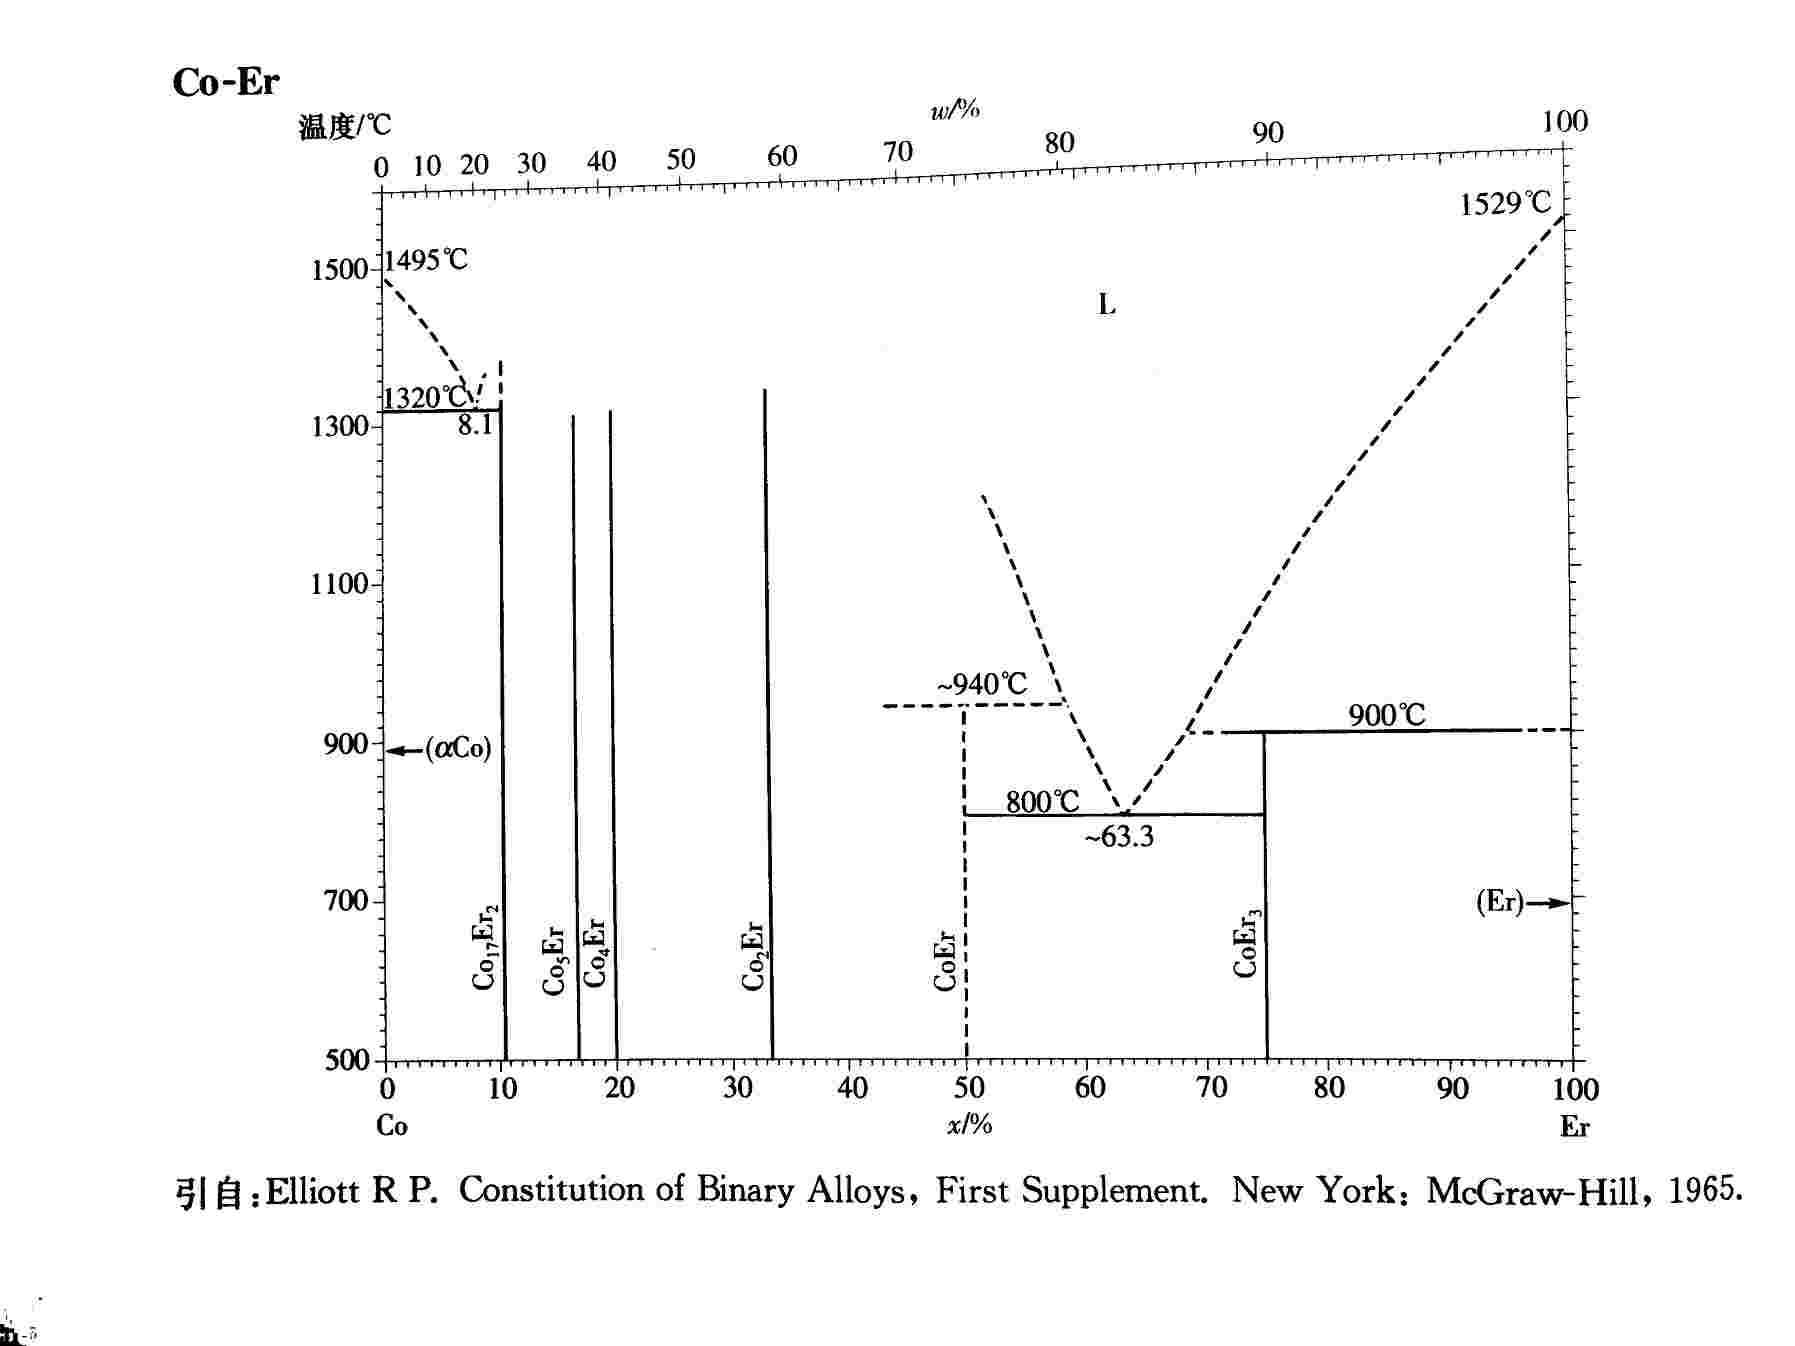 Co-Er
w/%
温度/℃
0 10 20 30 40 50 60 70 80 90 100
1529℃
1500
1495℃
L
1320℃
1300
8.1
1100
~940℃
900℃
900
(αCo)
800℃
~63.3
700
(Er)
Co₁₇Er₂
Co₅Er
Co₄Er
Co₂Er
CoEr
CoEr₃
500
0 10 20 30 40 50 60 70 80 90 100
Co x/% Er
引自:Elliott R P. Constitution of Binary Alloys, First Supplement. New York: McGraw-Hill, 1965.